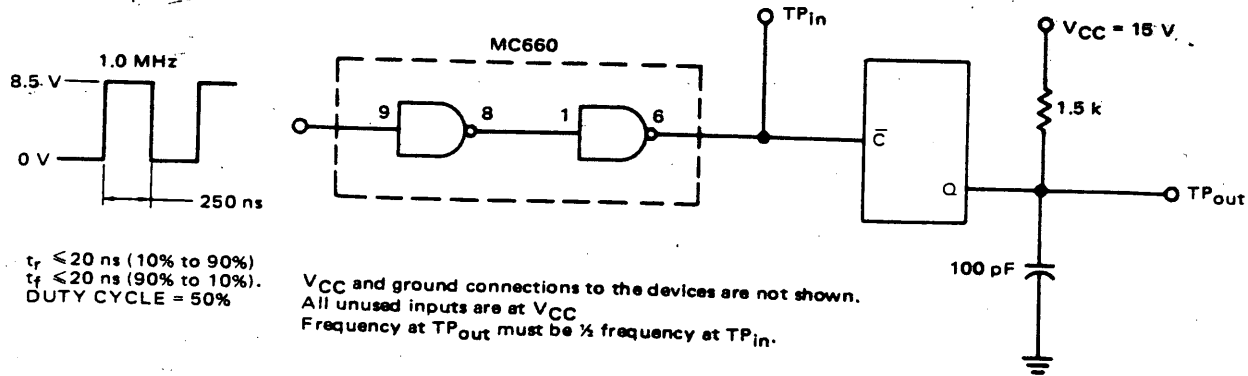 TPin
VCC = 15 V
MC660
1.0 MHz
8.5 V
0 V
250 ns
9
8
1
6
C̅
Q
1.5 k
TPout
100 pF
tr ≤20 ns (10% to 90%)
tf ≤20 ns (90% to 10%).
DUTY CYCLE = 50%
VCC and ground connections to the devices are not shown.
All unused inputs are at VCC
Frequency at TPout must be ½ frequency at TPin.